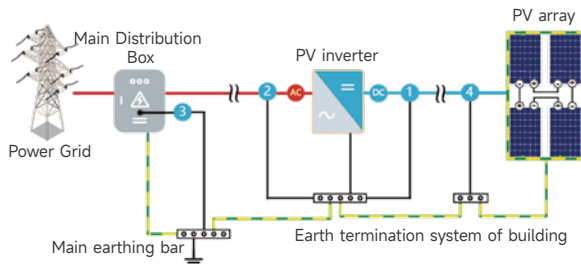 PV array
Main Distribution
Box
PV inverter
2
AC
DC
1
4
3
Power Grid
Main earthing bar
Earth termination system of building